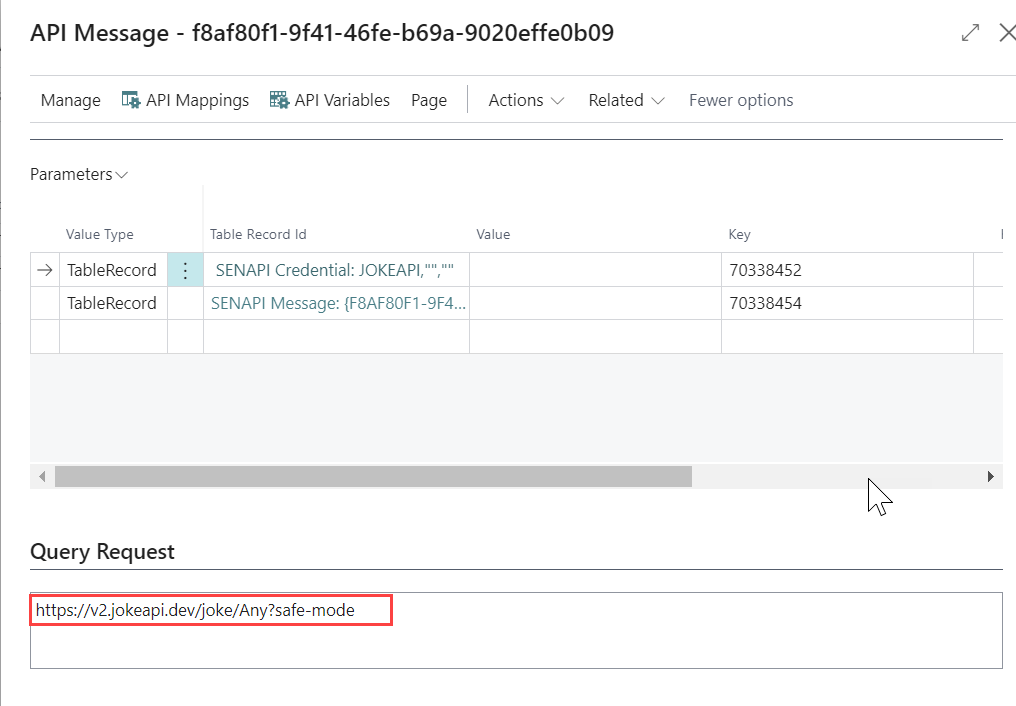 API Message - f8af80f1-9f41-46fe-b69a-9020effe0b09
Manage API Mappings API Variables Page Actions Related Fewer options
Parameters
Value Type Table Record Id Value Key
TableRecord SENAPI Credential: JOKEAPI,"",""  70338452
TableRecord SENAPI Message: {F8AF80F1-9F4... 70338454
Query Request
https://v2.jokeapi.dev/joke/Any?safe-mode